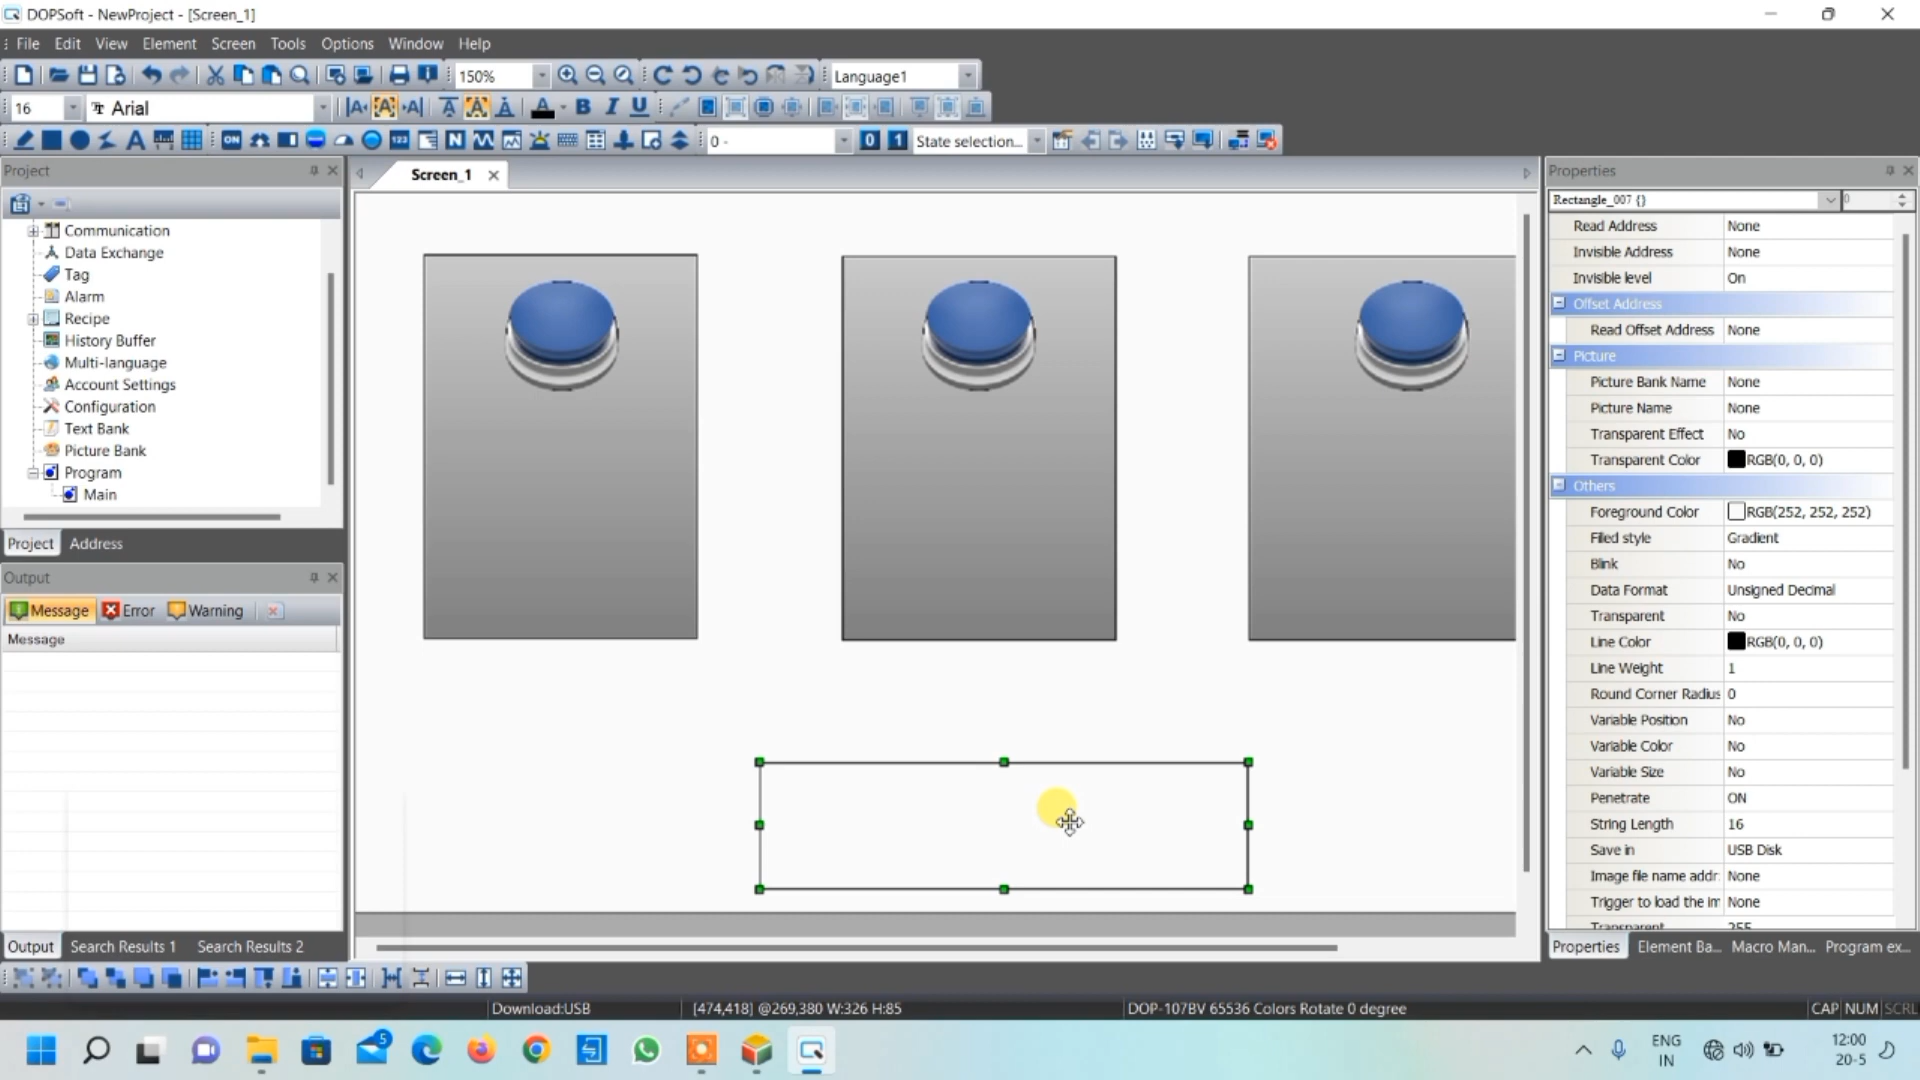 DOPSoft - NewProject - [Screen_1]
File Edit View Element Screen Tools Options Window Help
150% Language1
16 Arial
ON 123 N 0 - 0 1 State selection...
Project
Screen_1
Properties
Communication
Data Exchange
Tag
Alarm
Recipe
History Buffer
Multi-language
Account Settings
Configuration
Text Bank
Picture Bank
Program
Main
Project Address
Output
Message Error Warning
Message
Output Search Results 1 Search Results 2
Rectangle_007 {} 0
Read Address None
Invisible Address None
Invisible level On
Offset Address
Read Offset Address None
Picture
Picture Bank Name None
Picture Name None
Transparent Effect No
Transparent Color RGB(0, 0, 0)
Others
Foreground Color RGB(252, 252, 252)
Filled style Gradient
Blink No
Data Format Unsigned Decimal
Transparent No
Line Color RGB(0, 0, 0)
Line Weight 1
Round Corner Radius 0
Variable Position No
Variable Color No
Variable Size No
Penetrate ON
String Length 16
Save in USB Disk
Image file name addr: None
Trigger to load the im None
Transparent 255
Properties Element Ba... Macro Man... Program ex...
Download:USB [474,418] @269,380 W:326 H:85 DOP-107BV 65536 Colors Rotate 0 degree CAP NUM SCRL
5
ENG
IN
12:00
20-5